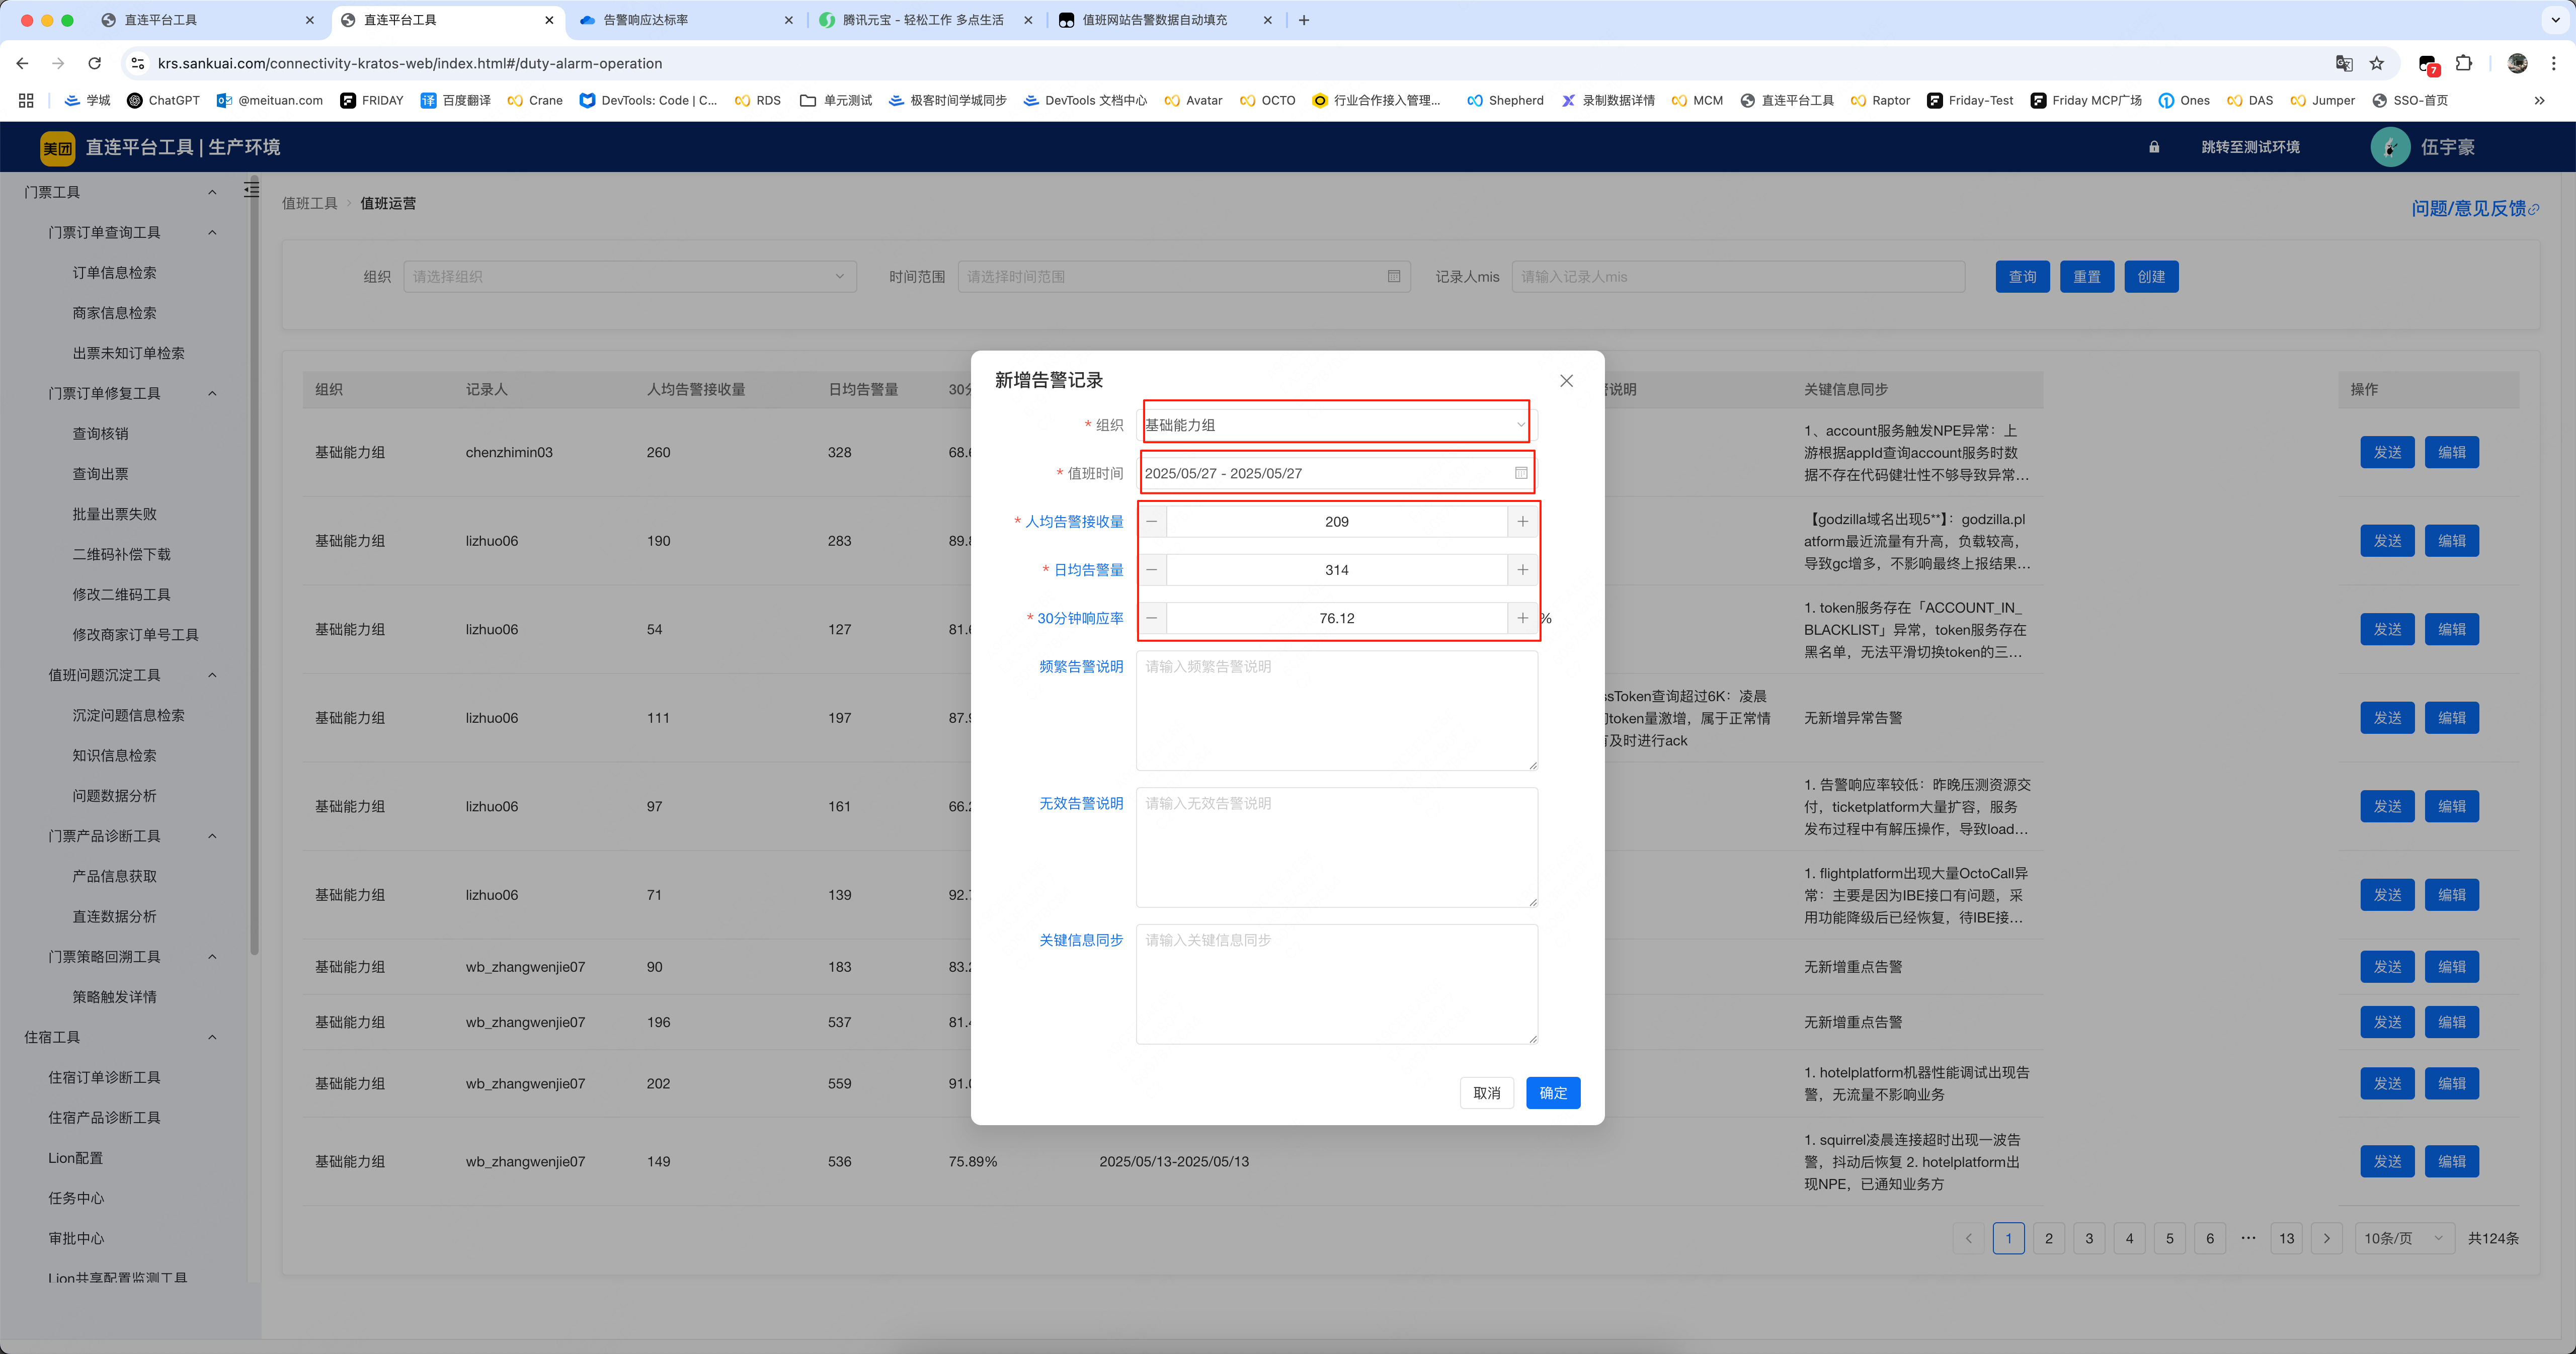 直连平台工具
直连平台工具
告警响应达标率
腾讯元宝 - 轻松工作 多点生活
值班网站告警数据自动填充
krs.sankuai.com/connectivity-kratos-web/index.html#/duty-alarm-operation
7
学城
ChatGPT
@meituan.com
FRIDAY
译 百度翻译
Crane
DevTools: Code | C...
RDS
单元测试
极客时间学城同步
DevTools 文档中心
Avatar
OCTO
行业合作接入管理...
Shepherd
录制数据详情
MCM
直连平台工具
Raptor
Friday-Test
Friday MCP广场
Ones
DAS
Jumper
SSO-首页
美团 直连平台工具 | 生产环境
跳转至测试环境
伍宇豪
门票工具
门票订单查询工具
订单信息检索
商家信息检索
出票未知订单检索
门票订单修复工具
查询核销
查询出票
批量出票失败
二维码补偿下载
修改二维码工具
修改商家订单号工具
值班问题沉淀工具
沉淀问题信息检索
知识信息检索
问题数据分析
门票产品诊断工具
产品信息获取
直连数据分析
门票策略回溯工具
策略触发详情
住宿工具
住宿订单诊断工具
住宿产品诊断工具
Lion配置
任务中心
审批中心
Lion共享配置监测工具
值班工具 > 值班运营
问题/意见反馈
组织 请选择组织
时间范围 请选择时间范围
记录人mis 请输入记录人mis
查询 重置 创建
组织 记录人 人均告警接收量 日均告警量 30分 说明 关键信息同步 操作
基础能力组 chenzhimin03 260 328 68.6
1、account服务触发NPE异常：上
游根据appId查询account服务时数
据不存在代码健壮性不够导致异常...
发送 编辑
基础能力组 lizhuo06 190 283 89.8
【godzilla域名出现5**】：godzilla.pl
atform最近流量有升高，负载较高，
导致gc增多，不影响最终上报结果...
发送 编辑
基础能力组 lizhuo06 54 127 81.6
1. token服务存在「ACCOUNT_IN_
BLACKLIST」异常，token服务存在
黑名单，无法平滑切换token的三...
发送 编辑
基础能力组 lizhuo06 111 197 87.9
ssToken查询超过6K：凌晨
token量激增，属于正常情
及时进行ack
无新增异常告警
发送 编辑
基础能力组 lizhuo06 97 161 66.2
1. 告警响应率较低：昨晚压测资源交
付，ticketplatform大量扩容，服务
发布过程中有解压操作，导致load...
发送 编辑
基础能力组 lizhuo06 71 139 92.7
1. flightplatform出现大量OctoCall异
常：主要是因为IBE接口有问题，采
用功能降级后已经恢复，待IBE接...
发送 编辑
基础能力组 wb_zhangwenjie07 90 183 83.2 无新增重点告警 发送 编辑
基础能力组 wb_zhangwenjie07 196 537 81.4 无新增重点告警 发送 编辑
基础能力组 wb_zhangwenjie07 202 559 91.0
1. hotelplatform机器性能调试出现告
警，无流量不影响业务
发送 编辑
基础能力组 wb_zhangwenjie07 149 536 75.89% 2025/05/13-2025/05/13
1. squirrel凌晨连接超时出现一波告
警，抖动后恢复 2. hotelplatform出
现NPE，已通知业务方
发送 编辑
1 2 3 4 5 6 ••• 13 10条/页 共124条
新增告警记录
* 组织 基础能力组
* 值班时间 2025/05/27 - 2025/05/27
* 人均告警接收量 209
* 日均告警量 314
* 30分钟响应率 76.12 %
频繁告警说明 请输入频繁告警说明
无效告警说明 请输入无效告警说明
关键信息同步 请输入关键信息同步
取消 确定